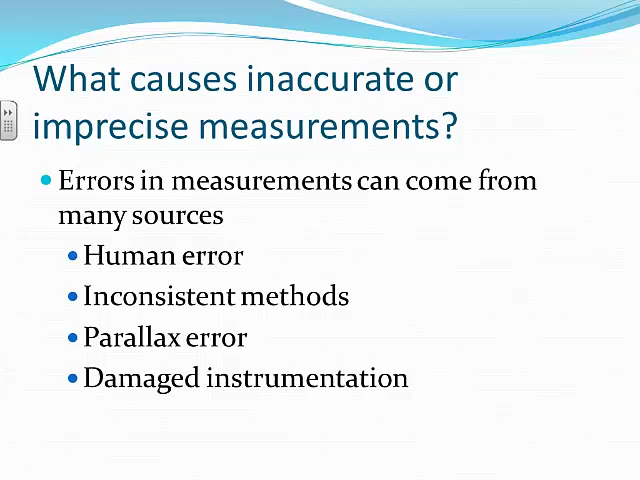 What causes inaccurate or
imprecise measurements?
Errors in measurements can come from
many sources
Human error
Inconsistent methods
Parallax error
Damaged instrumentation